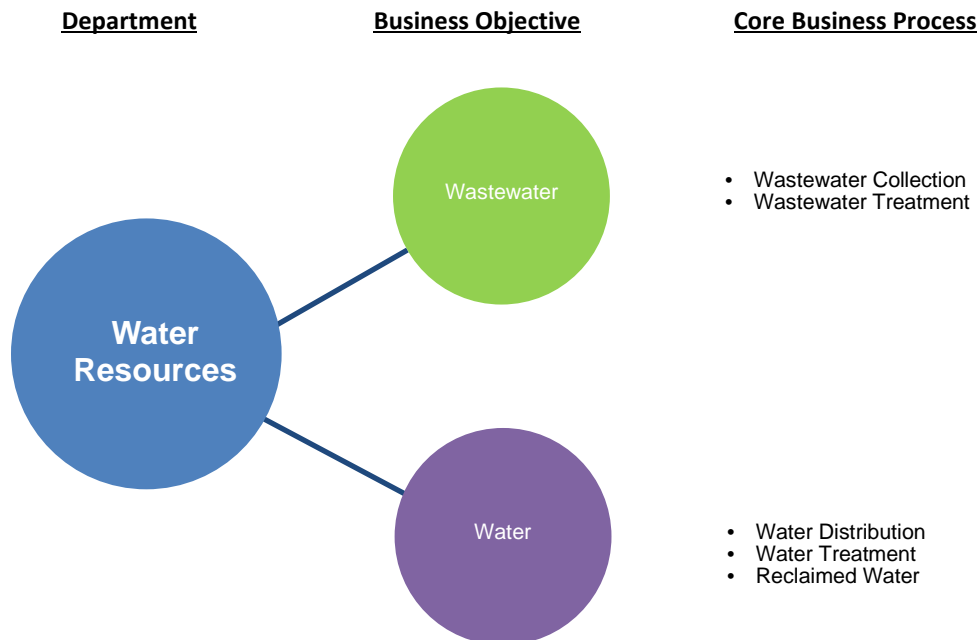 Department
Business Objective
Core Business Process
Wastewater
• Wastewater Collection
• Wastewater Treatment
Water
Resources
Water
• Water Distribution
• Water Treatment
• Reclaimed Water